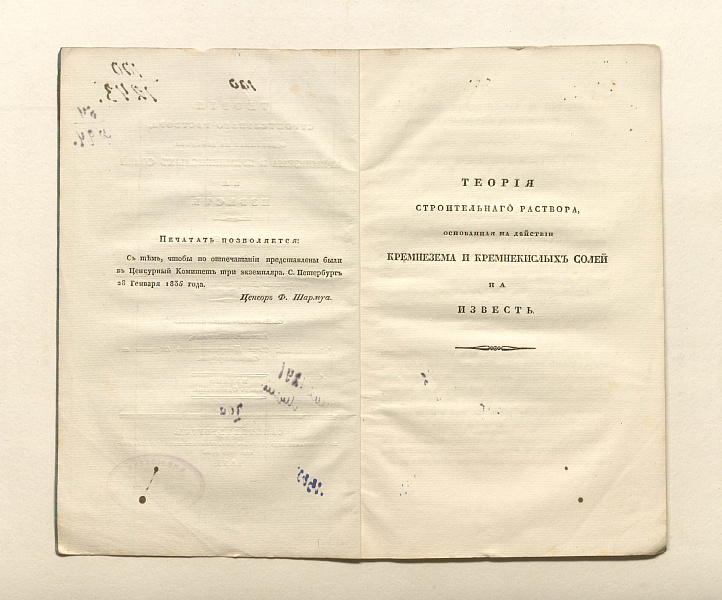 Печатать позволяется:
Съ тѣмъ, чтобы по отпечатаніи представлены были
въ Ценсурный Комитетъ три экземпляра. С. Петербургъ
28 Генваря 1835 года.
Ценсоръ Ф. Шармуа.
ТЕОРІЯ
СТРОИТЕЛЬНАГО РАСТВОРА,
ОСНОВАННАЯ НА ДѢЙСТВІИ
КРЕМНЕЗЕМА И КРЕМНЕКИСЛЫХЪ СОЛЕЙ
НА
ИЗВЕСТЬ.